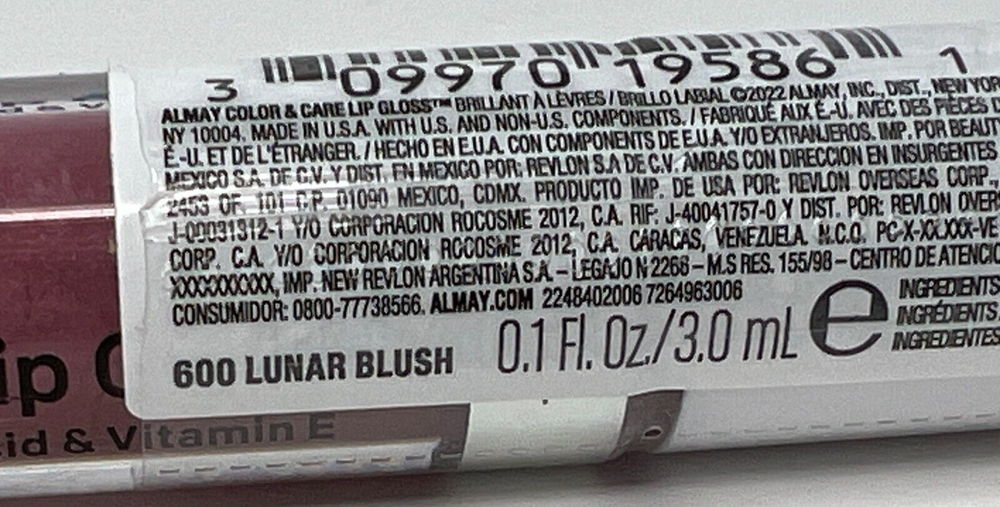 3 09970 19586 1
ALMAY COLOR & CARE LIP GLOSS™ BRILLANT À LÈVRES / BRILLO LABIAL ©2022 ALMAY, INC., DIST., NEW YOR
NY 10004. MADE IN U.S.A. WITH U.S. AND NON-U.S. COMPONENTS. / FABRIQUÉ AUX É.-U. AVEC DES PIÈCES
É.-U. ET DE L'ÉTRANGER. / HECHO EN E.U.A. CON COMPONENTES DE E.U.A. Y/O EXTRANJEROS. IMP. POR BEAUT
MEXICO S.A. DE C.V. Y DIST. EN MEXICO POR: REVLON S.A DE C.V. AMBAS CON DIRECCION EN INSURGENTES
2453 OF. 101 C.P. 01090 MEXICO, CDMX. PRODUCTO IMP. DE USA POR: REVLON OVERSEAS CORP.,
J-00031312-1 Y/O CORPORACION ROCOSME 2012, C.A. RIF: J-40041757-0 Y DIST. POR: REVLON OVER
CORP. C.A. Y/O CORPORACION ROCOSME 2012, C.A. CARACAS, VENEZUELA. N.C.O. PC-X-XX.XXX-VE
XXXXXXXXXX, IMP. NEW REVLON ARGENTINA S.A. – LEGAJO N 2266 – M.S RES. 155/98 – CENTRO DE ATENCIO
CONSUMIDOR: 0800-77738566. ALMAY.COM 2248402006 7264963006
600 LUNAR BLUSH 0.1 Fl. Oz./3.0 mL e
INGREDIENTS
INGRÉDIENTS
INGREDIENTES
ip
id & Vitamin E